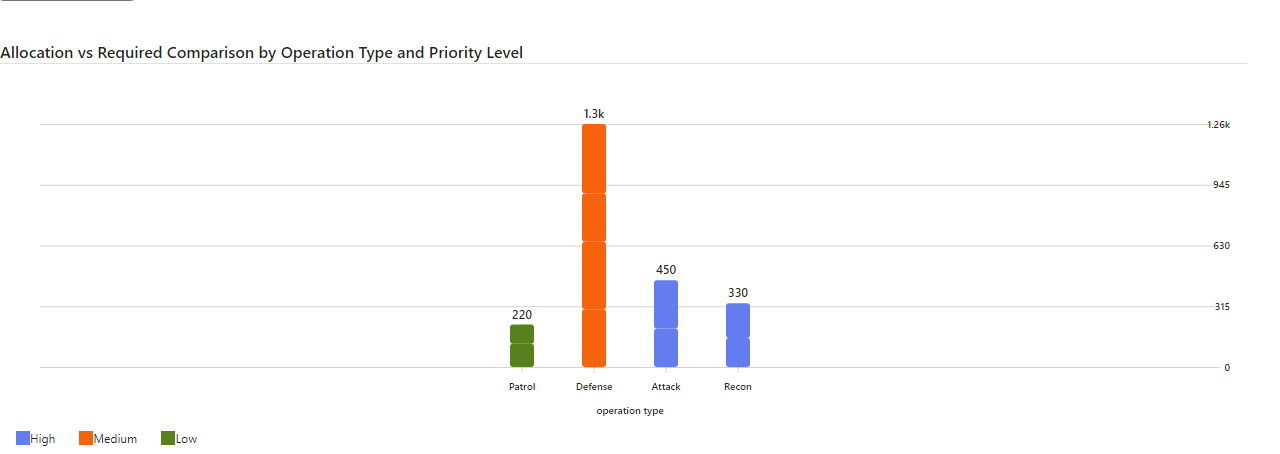 Allocation vs Required Comparison by Operation Type and Priority Level
1.3k
1.26k
945
630
450
330
315
220
0
Patrol Defense Attack Recon
operation type
High Medium Low